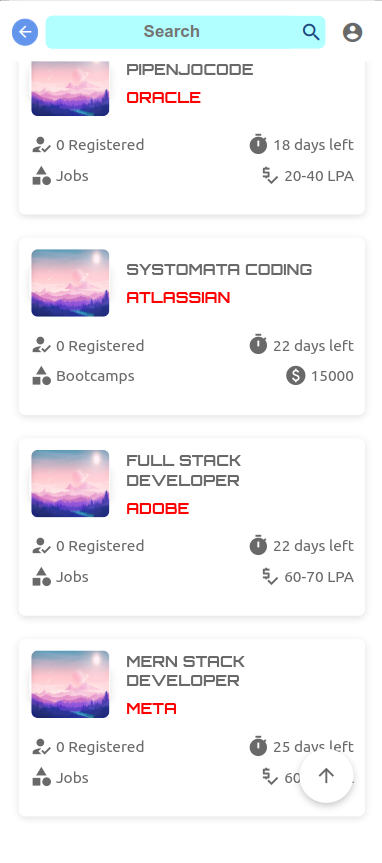 Search
PIPENJOCODE
ORACLE
0 Registered
18 days left
Jobs
20-40 LPA
SYSTOMATA CODING
ATLASSIAN
0 Registered
22 days left
Bootcamps
15000
FULL STACK
DEVELOPER
ADOBE
0 Registered
22 days left
Jobs
60-70 LPA
MERN STACK
DEVELOPER
META
0 Registered
25 days left
Jobs